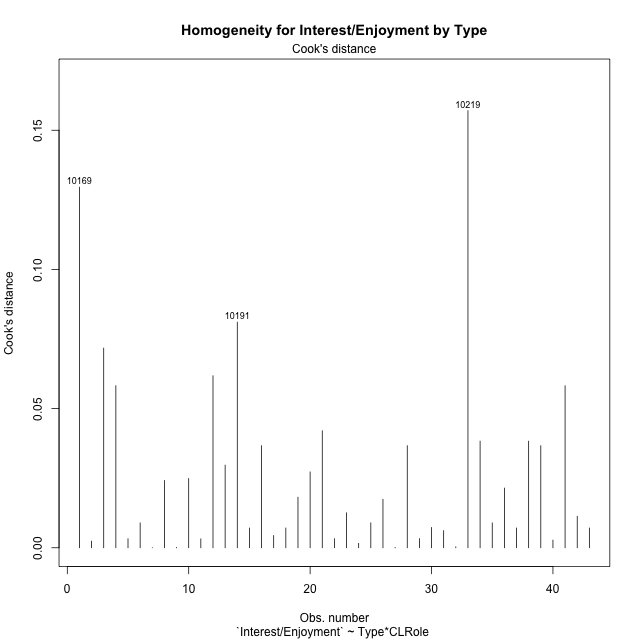 Homogeneity for Interest/Enjoyment by Type
Cook's distance
10219
0.15
10169
0.10
10191
Cook's distance
0.05
0.00
0 10 20 30 40
Obs. number
`Interest/Enjoyment` ~ Type*CLRole